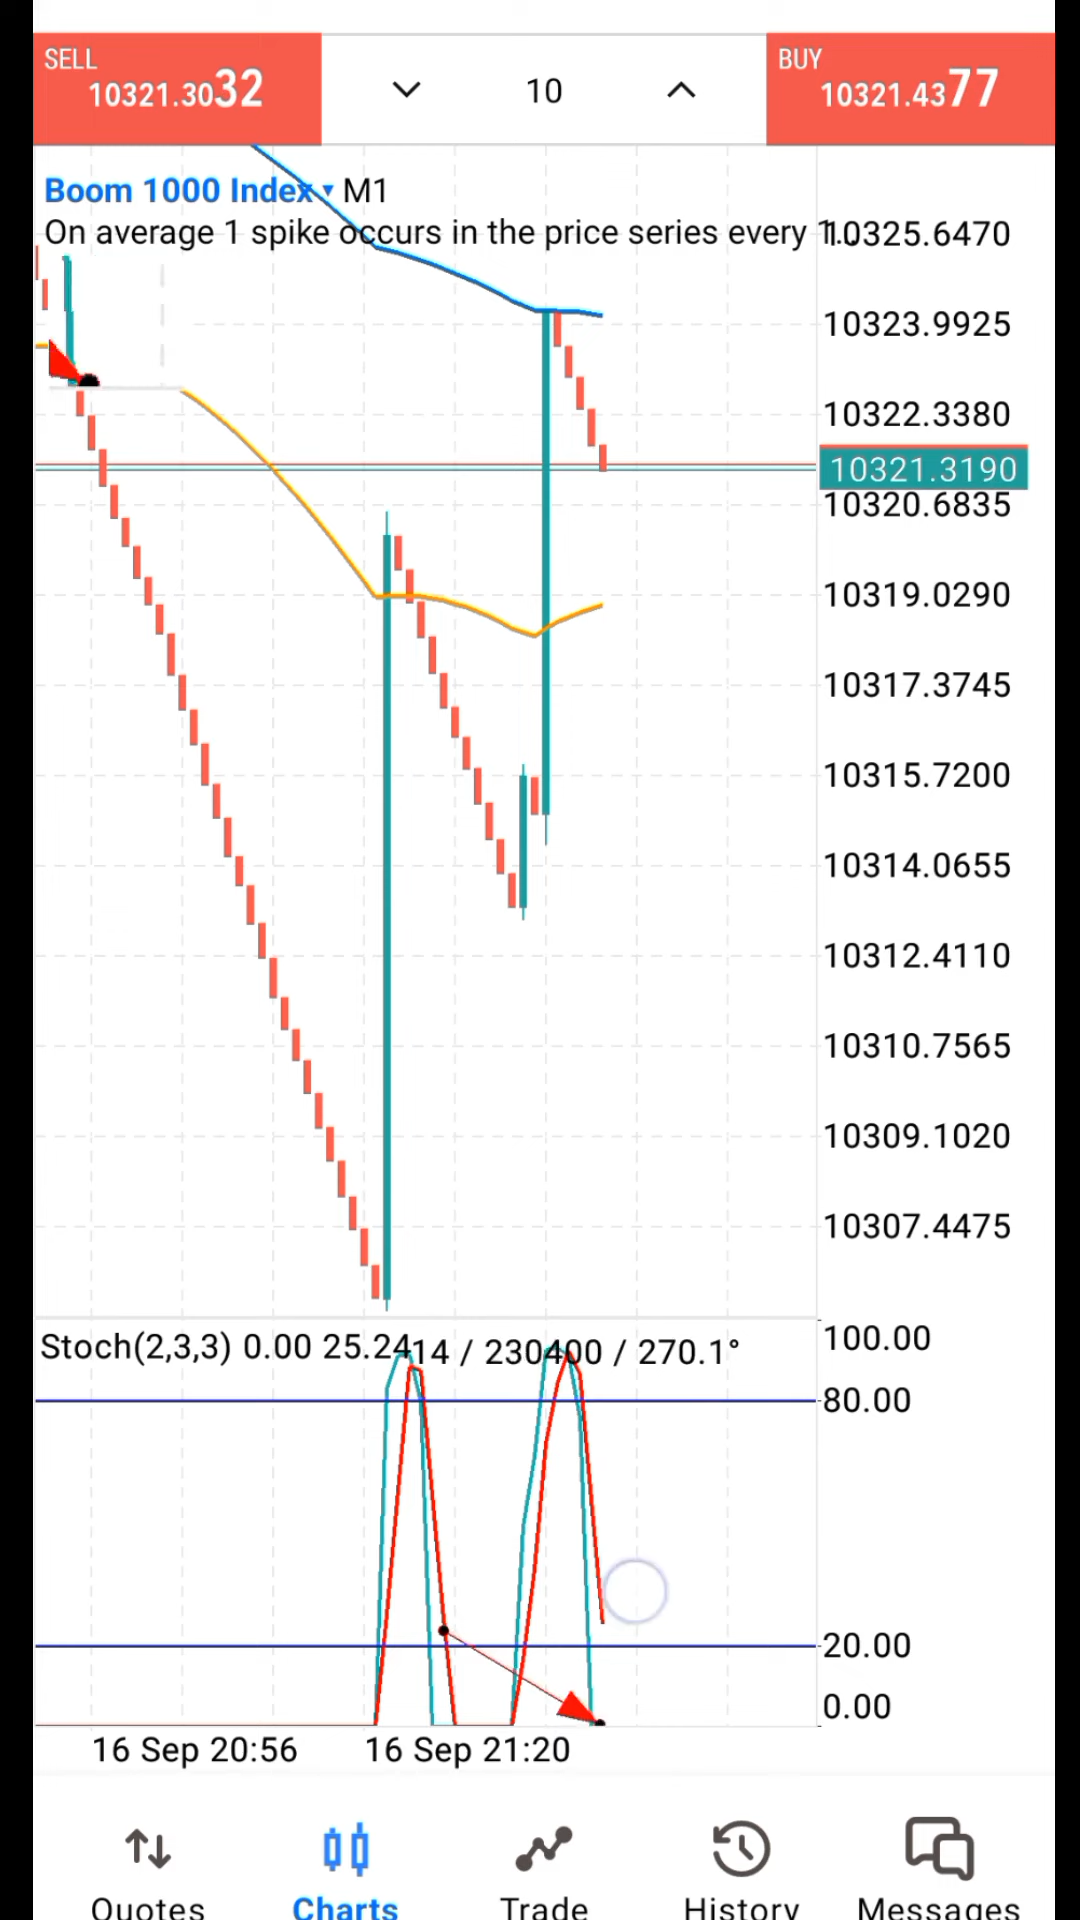 SELL
10321.3032
10
BUY
10321.4377
Boom 1000 Index ▾ M1
On average 1 spike occurs in the price series every 1...
10325.6470
10323.9925
10322.3380
10321.3190
10320.6835
10319.0290
10317.3745
10315.7200
10314.0655
10312.4110
10310.7565
10309.1020
10307.4475
Stoch(2,3,3) 0.00 25.24
14 / 230400 / 270.1°
100.00
80.00
20.00
0.00
16 Sep 20:56
16 Sep 21:20
Quotes
Charts
Trade
History
Messages